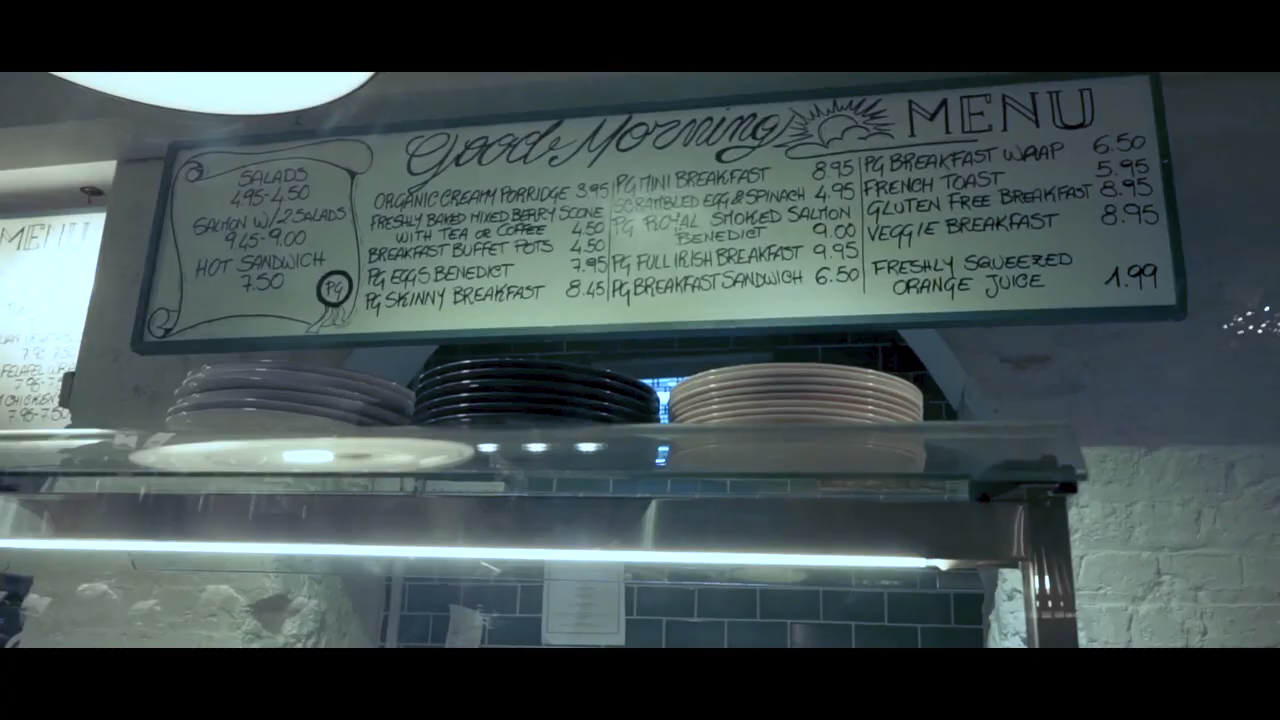 Good Morning MENU
SALADS
4.95-4.50
SALMON W/2 SALADS
9.45-9.00
HOT SANDWICH
7.50
PG
ORGANIC CREAM PORRIDGE 3.95
FRESHLY BAKED MIXED BERRY SCONE
WITH TEA OR COFFEE 4.50
BREAKFAST BUFFET POTS 4.50
PG EGGS BENEDICT 7.95
PG SKINNY BREAKFAST 8.45
PG MINI BREAKFAST 8.95
SCRAMBLED EGG & SPINACH 4.95
PG ROYAL SMOKED SALMON
BENEDICT 9.00
PG FULL IRISH BREAKFAST 9.95
PG BREAKFAST SANDWICH 6.50
PG BREAKFAST WRAP 6.50
FRENCH TOAST 5.95
GLUTEN FREE BREAKFAST 8.95
VEGGIE BREAKFAST 8.95
FRESHLY SQUEEZED
ORANGE JUICE 1.99
MENU
7.95-7.50